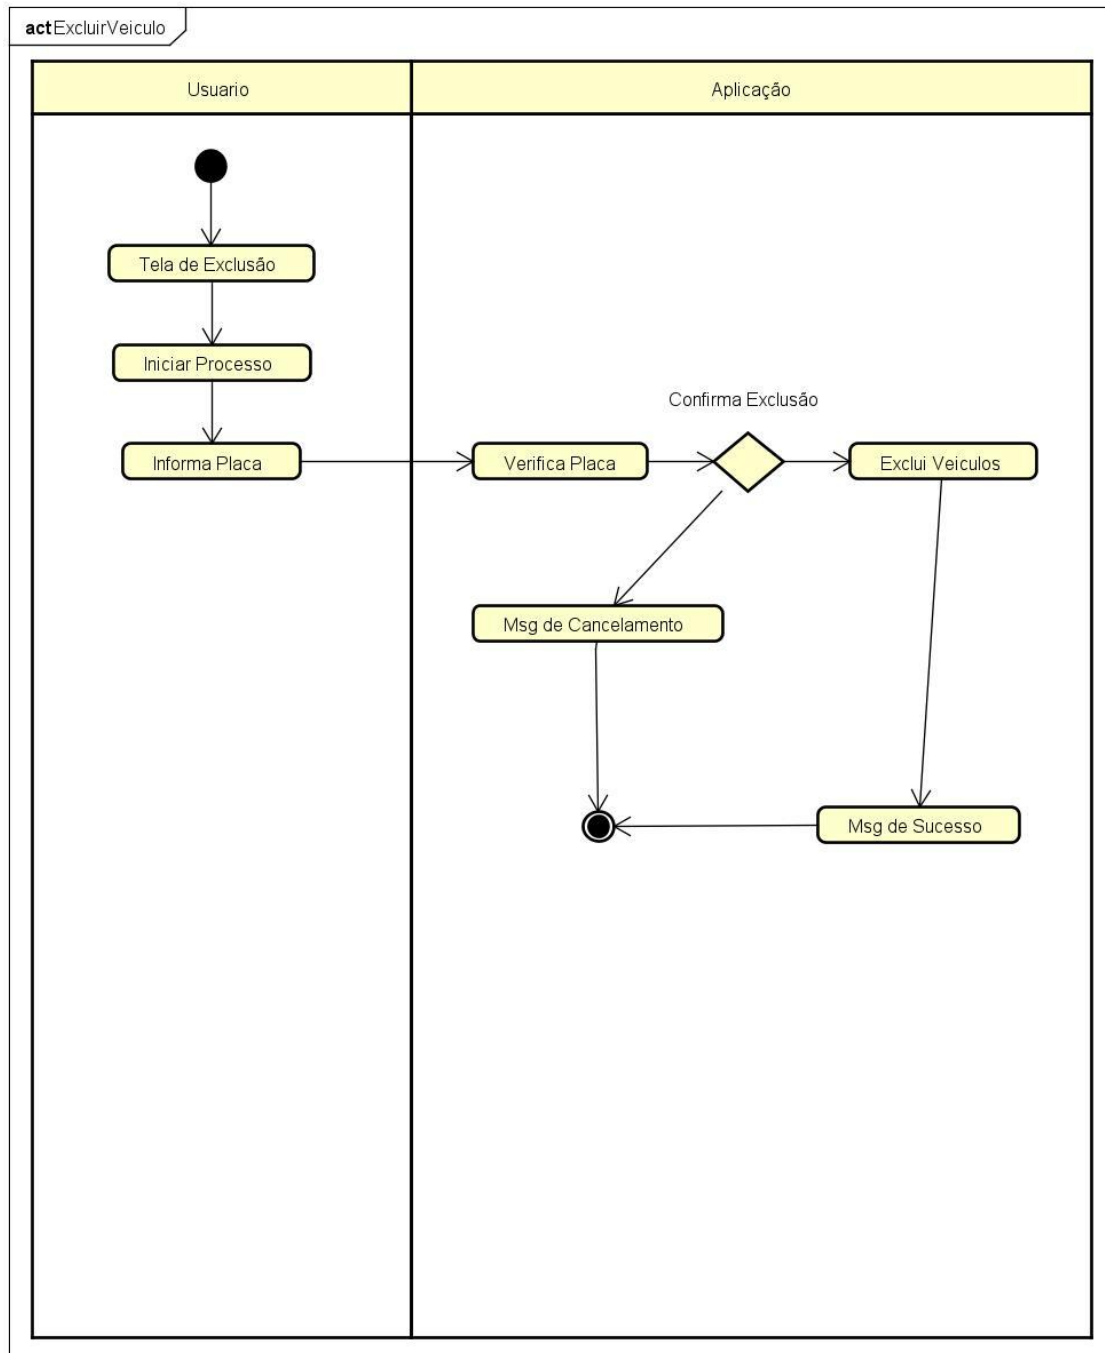 actExcluirVeiculo
Usuario
Aplicação
Tela de Exclusão
Iniciar Processo
Confirma Exclusão
Informa Placa
Verifica Placa
Exclui Veiculos
Msg de Cancelamento
Msg de Sucesso